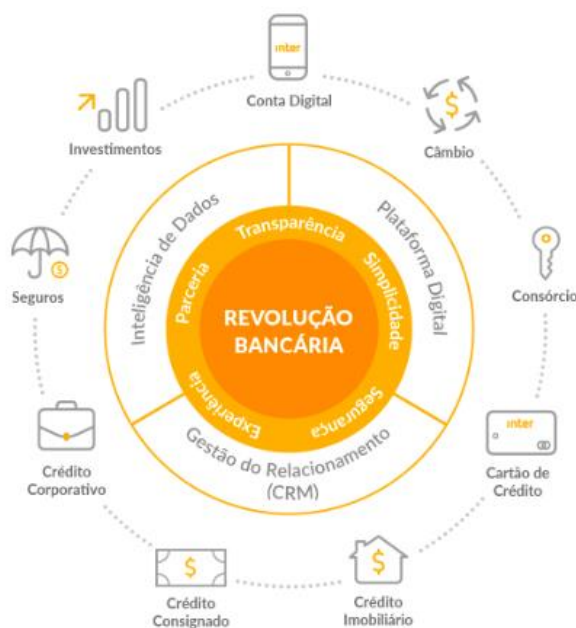 inter
Conta Digital
Câmbio
Consórcio
inter
Cartão de
Crédito
Crédito
Imobiliário
Crédito
Consignado
Crédito
Corporativo
Seguros
Investimentos
Inteligência de Dados
Plataforma Digital
Gestão do Relacionamento
(CRM)
Transparência
Simplicidade
Segurança
Experiência
Parceria
REVOLUÇÃO
BANCÁRIA